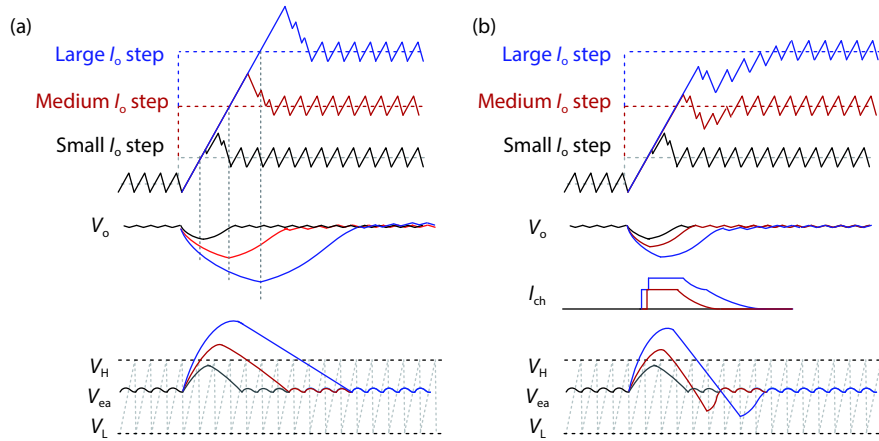 (a)
Large Io step
Medium Io step
Small Io step
Vo
VH
Vea
VL
(b)
Large Io step
Medium Io step
Small Io step
Vo
Ich
VH
Vea
VL